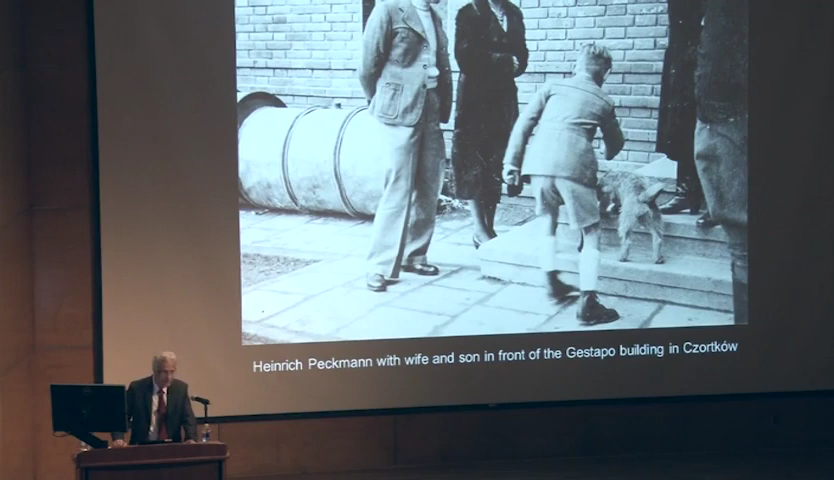 Heinrich Peckmann with wife and son in front of the Gestapo building in Czortków